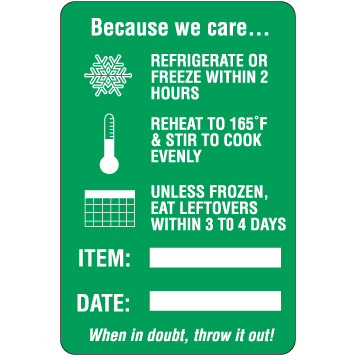 Because we care...
REFRIGERATE OR
FREEZE WITHIN 2
HOURS
REHEAT TO 165°F
& STIR TO COOK
EVENLY
UNLESS FROZEN,
EAT LEFTOVERS
WITHIN 3 TO 4 DAYS
ITEM:
DATE:
When in doubt, throw it out!